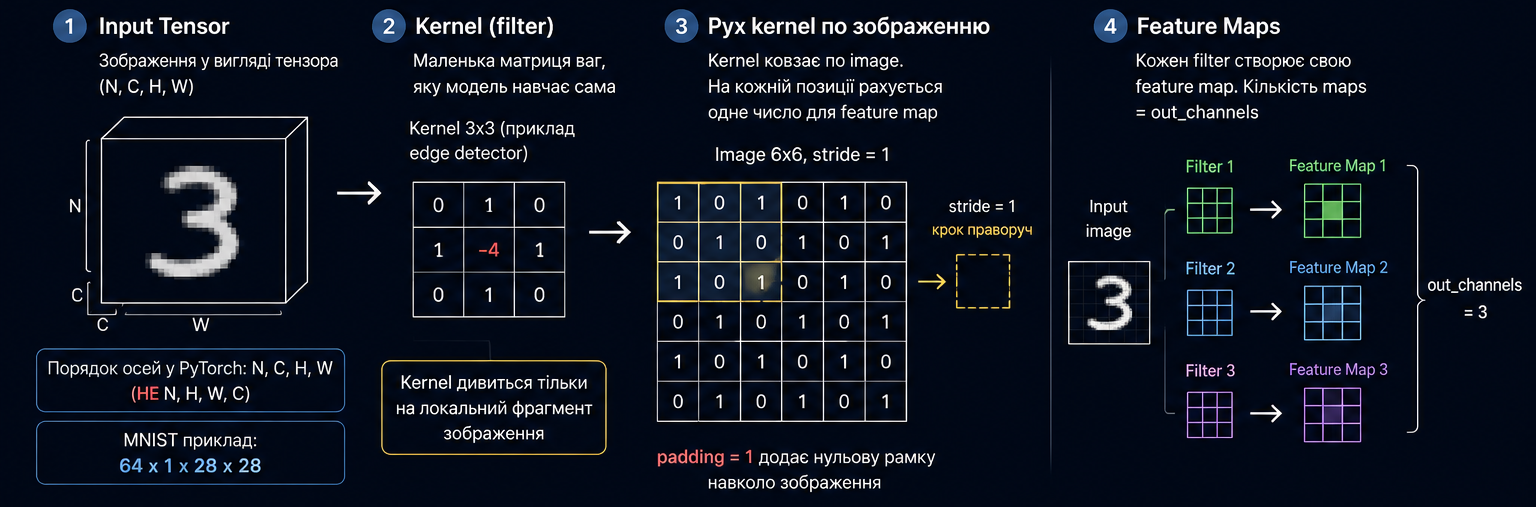 1 Input Tensor
Зображення у вигляді тензора
(N, C, H, W)
N
C
C
W
Порядок осей у PyTorch: N, C, H, W
(НЕ N, H, W, C)
MNIST приклад:
64 x 1 x 28 x 28
2 Kernel (filter)
Маленька матриця ваг,
яку модель навчає сама
Kernel 3x3 (приклад
edge detector)
0 1 0
1 -4 1
0 1 0
Kernel дивиться тільки
на локальний фрагмент
зображення
3 Рух kernel по зображенню
Kernel ковзає по image.
На кожній позиції рахується
одне число для feature map
Image 6x6, stride = 1
1 0 1 0 1 0
0 1 0 1 0 1
1 0 1 0 1 0
0 1 0 1 0 1
1 0 1 0 1 0
0 1 0 1 0 1
stride = 1
крок праворуч
padding = 1 додає нульову рамку
навколо зображення
4 Feature Maps
Кожен filter створює свою
feature map. Кількість maps
= out_channels
Input
image
3
Filter 1
Feature Map 1
Filter 2
Feature Map 2
Filter 3
Feature Map 3
out_channels
= 3
3